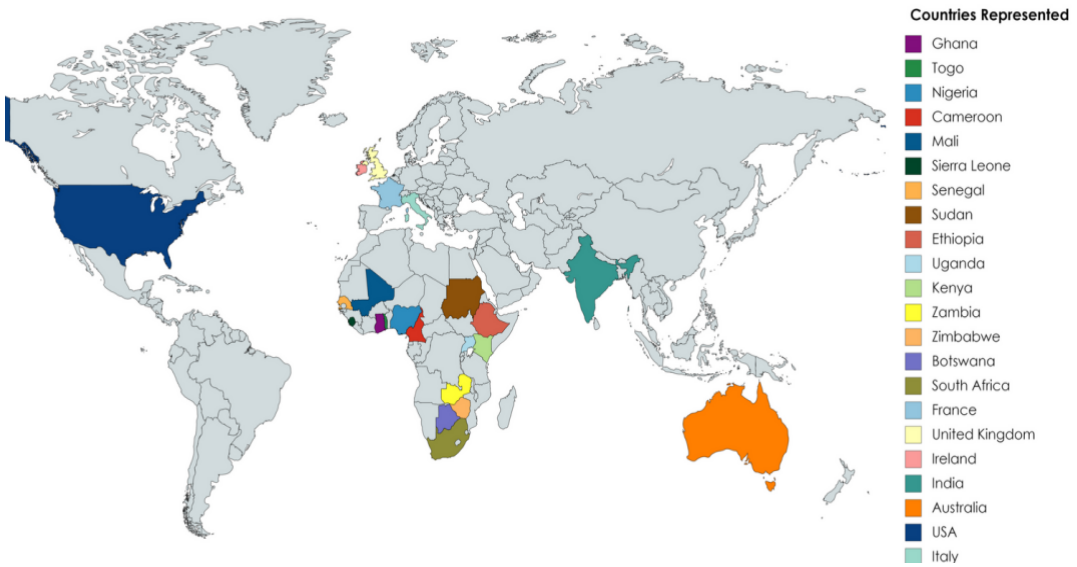 Countries Represented
Ghana
Togo
Nigeria
Cameroon
Mali
Sierra Leone
Senegal
Sudan
Ethiopia
Uganda
Kenya
Zambia
Zimbabwe
Botswana
South Africa
France
United Kingdom
Ireland
India
Australia
USA
Italy